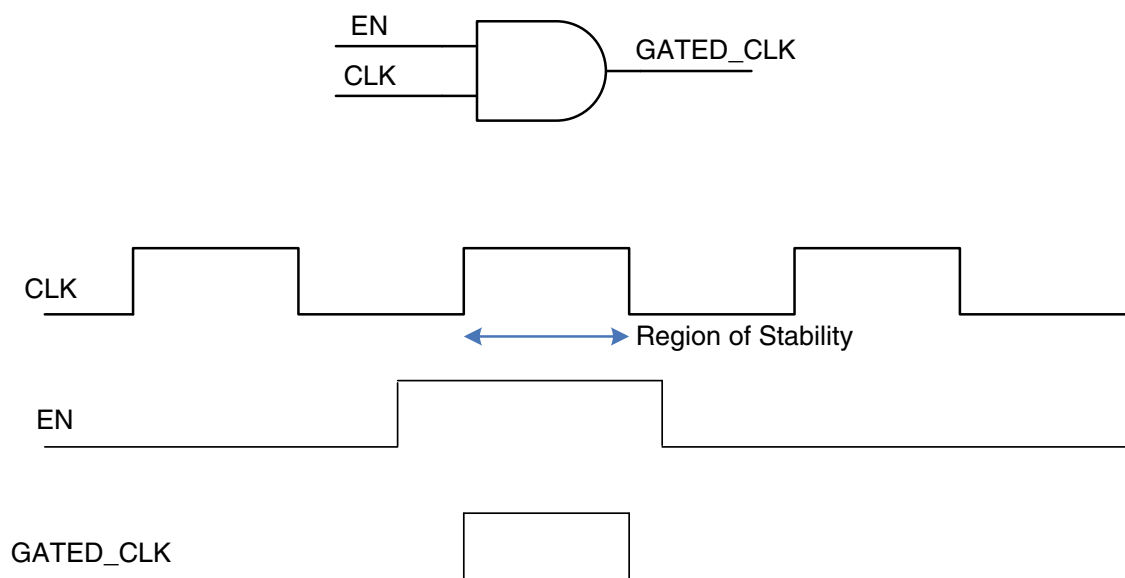 EN
GATED_CLK
CLK
CLK
Region of Stability
EN
GATED_CLK